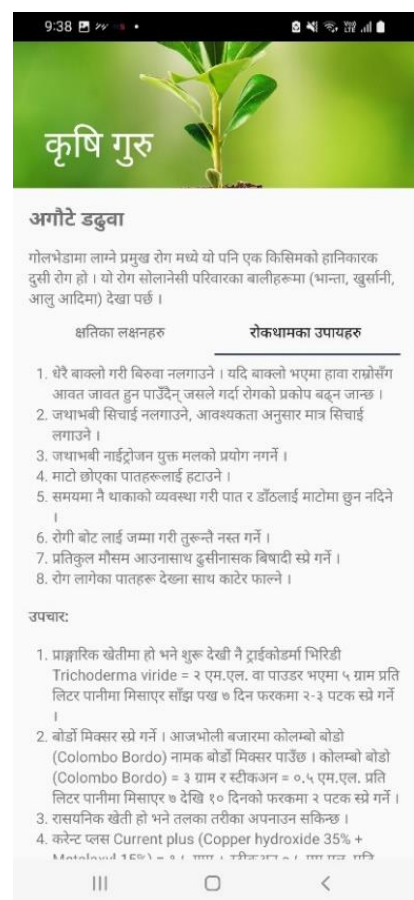 9:38
कृषि गुरु
अगौटे डढुवा
गोलभेडामा लाग्ने प्रमुख रोग मध्ये यो पनि एक किसिमको हानिकारक
दुसी रोग हो । यो रोग सोलानेसी परिवारका बालीहरूमा (भान्ता, खुर्सानी,
आलु आदिमा) देखा पर्छ ।
क्षतिका लक्षनहरु
रोकथामका उपायहरु
1. धेरै बाक्लो गरी बिरुवा नलगाउने । यदि बाक्लो भएमा हावा राम्रोसँग
आवत जावत हुन पाउँदैन् जसले गर्दा रोगको प्रकोप बढ्न जान्छ ।
2. जथाभबी सिचाई नलगाउने, आवश्यकता अनुसार मात्र सिचाई
लगाउने ।
3. जथाभबी नाईट्रोजन युक्त मलको प्रयोग नगर्ने ।
4. माटो छोएका पातहरूलाई हटाउने ।
5. समयमा नै थाकाको व्यवस्था गरी पात र डाँठलाई माटोमा छुन नदिने
।
6. रोगी बोट लाई जम्मा गरी तुरून्तै नस्त गर्ने ।
7. प्रतिकुल मौसम आउनासाथ ढुसीनासक बिषादी स्प्रे गर्ने ।
8. रोग लागेका पातहरू देख्ना साथ काटेर फाल्ने ।
उपचार:
1. प्राङ्गारिक खेतीमा हो भने शुरू देखी नै ट्राईकोडर्मा भिरिडी
Trichoderma viride = २ एम.एल. वा पाउडर भएमा ५ ग्राम प्रति
लिटर पानीमा मिसाएर साँझ पख ७ दिन फरकमा २-३ पटक स्प्रे गर्ने
।
2. बोर्डो मिक्सर स्प्रे गर्ने । आजभोली बजारमा कोलम्बो बोडो
(Colombo Bordo) नामक बोर्डो मिक्सर पाउँछ । कोलम्बो बोडो
(Colombo Bordo) = ३ ग्राम र स्टीकअन = ०.५ एम.एल. प्रति
लिटर पानीमा मिसाएर ७ देखि १० दिनको फरकमा २ पटक स्प्रे गर्ने ।
3. रासयनिक खेती हो भने तलका तरीका अपनाउन सकिन्छ ।
4. करेन्ट प्लस Current plus (Copper hydroxide 35% +